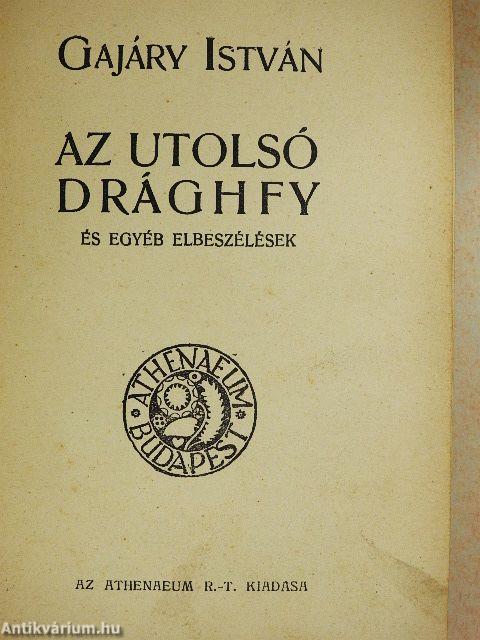 GAJÁRY ISTVÁN
AZ UTOLSÓ
DRÁGHFY
ÉS EGYÉB ELBESZÉLÉSEK
ATHENAEUM
BUDAPEST
AZ ATHENAEUM R.-T. KIADASA
Antikvárium.hu